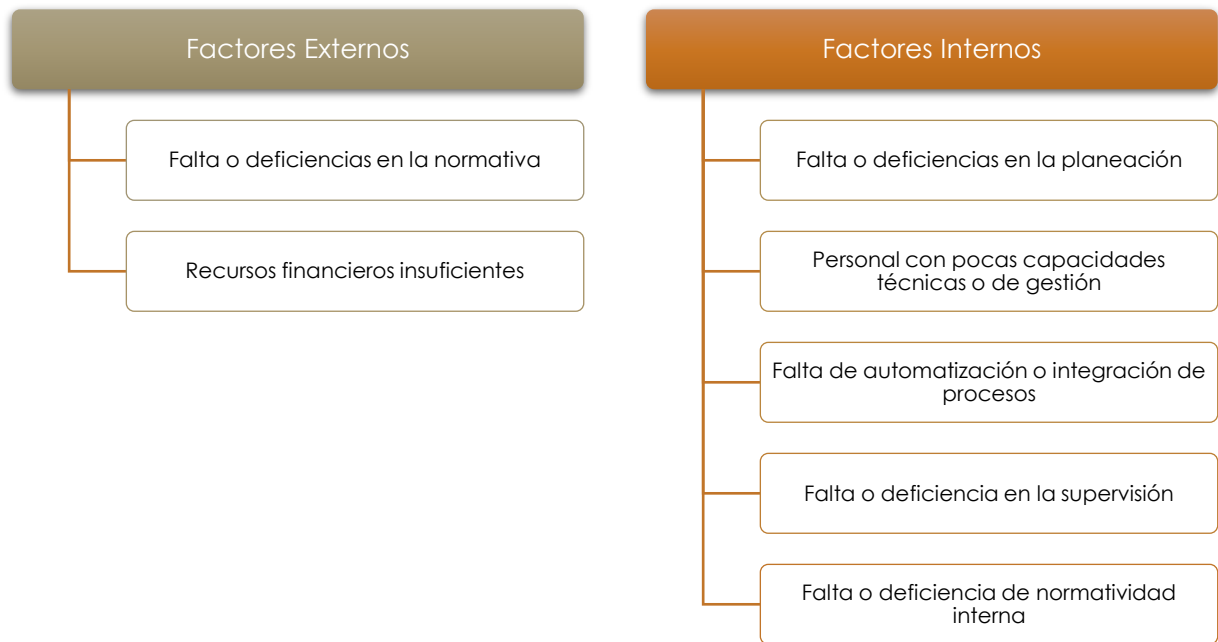 Factores Externos
Falta o deficiencias en la normativa
Recursos financieros insuficientes
Factores Internos
Falta o deficiencias en la planeación
Personal con pocas capacidades
técnicas o de gestión
Falta de automatización o integración de
procesos
Falta o deficiencia en la supervisión
Falta o deficiencia de normatividad
interna